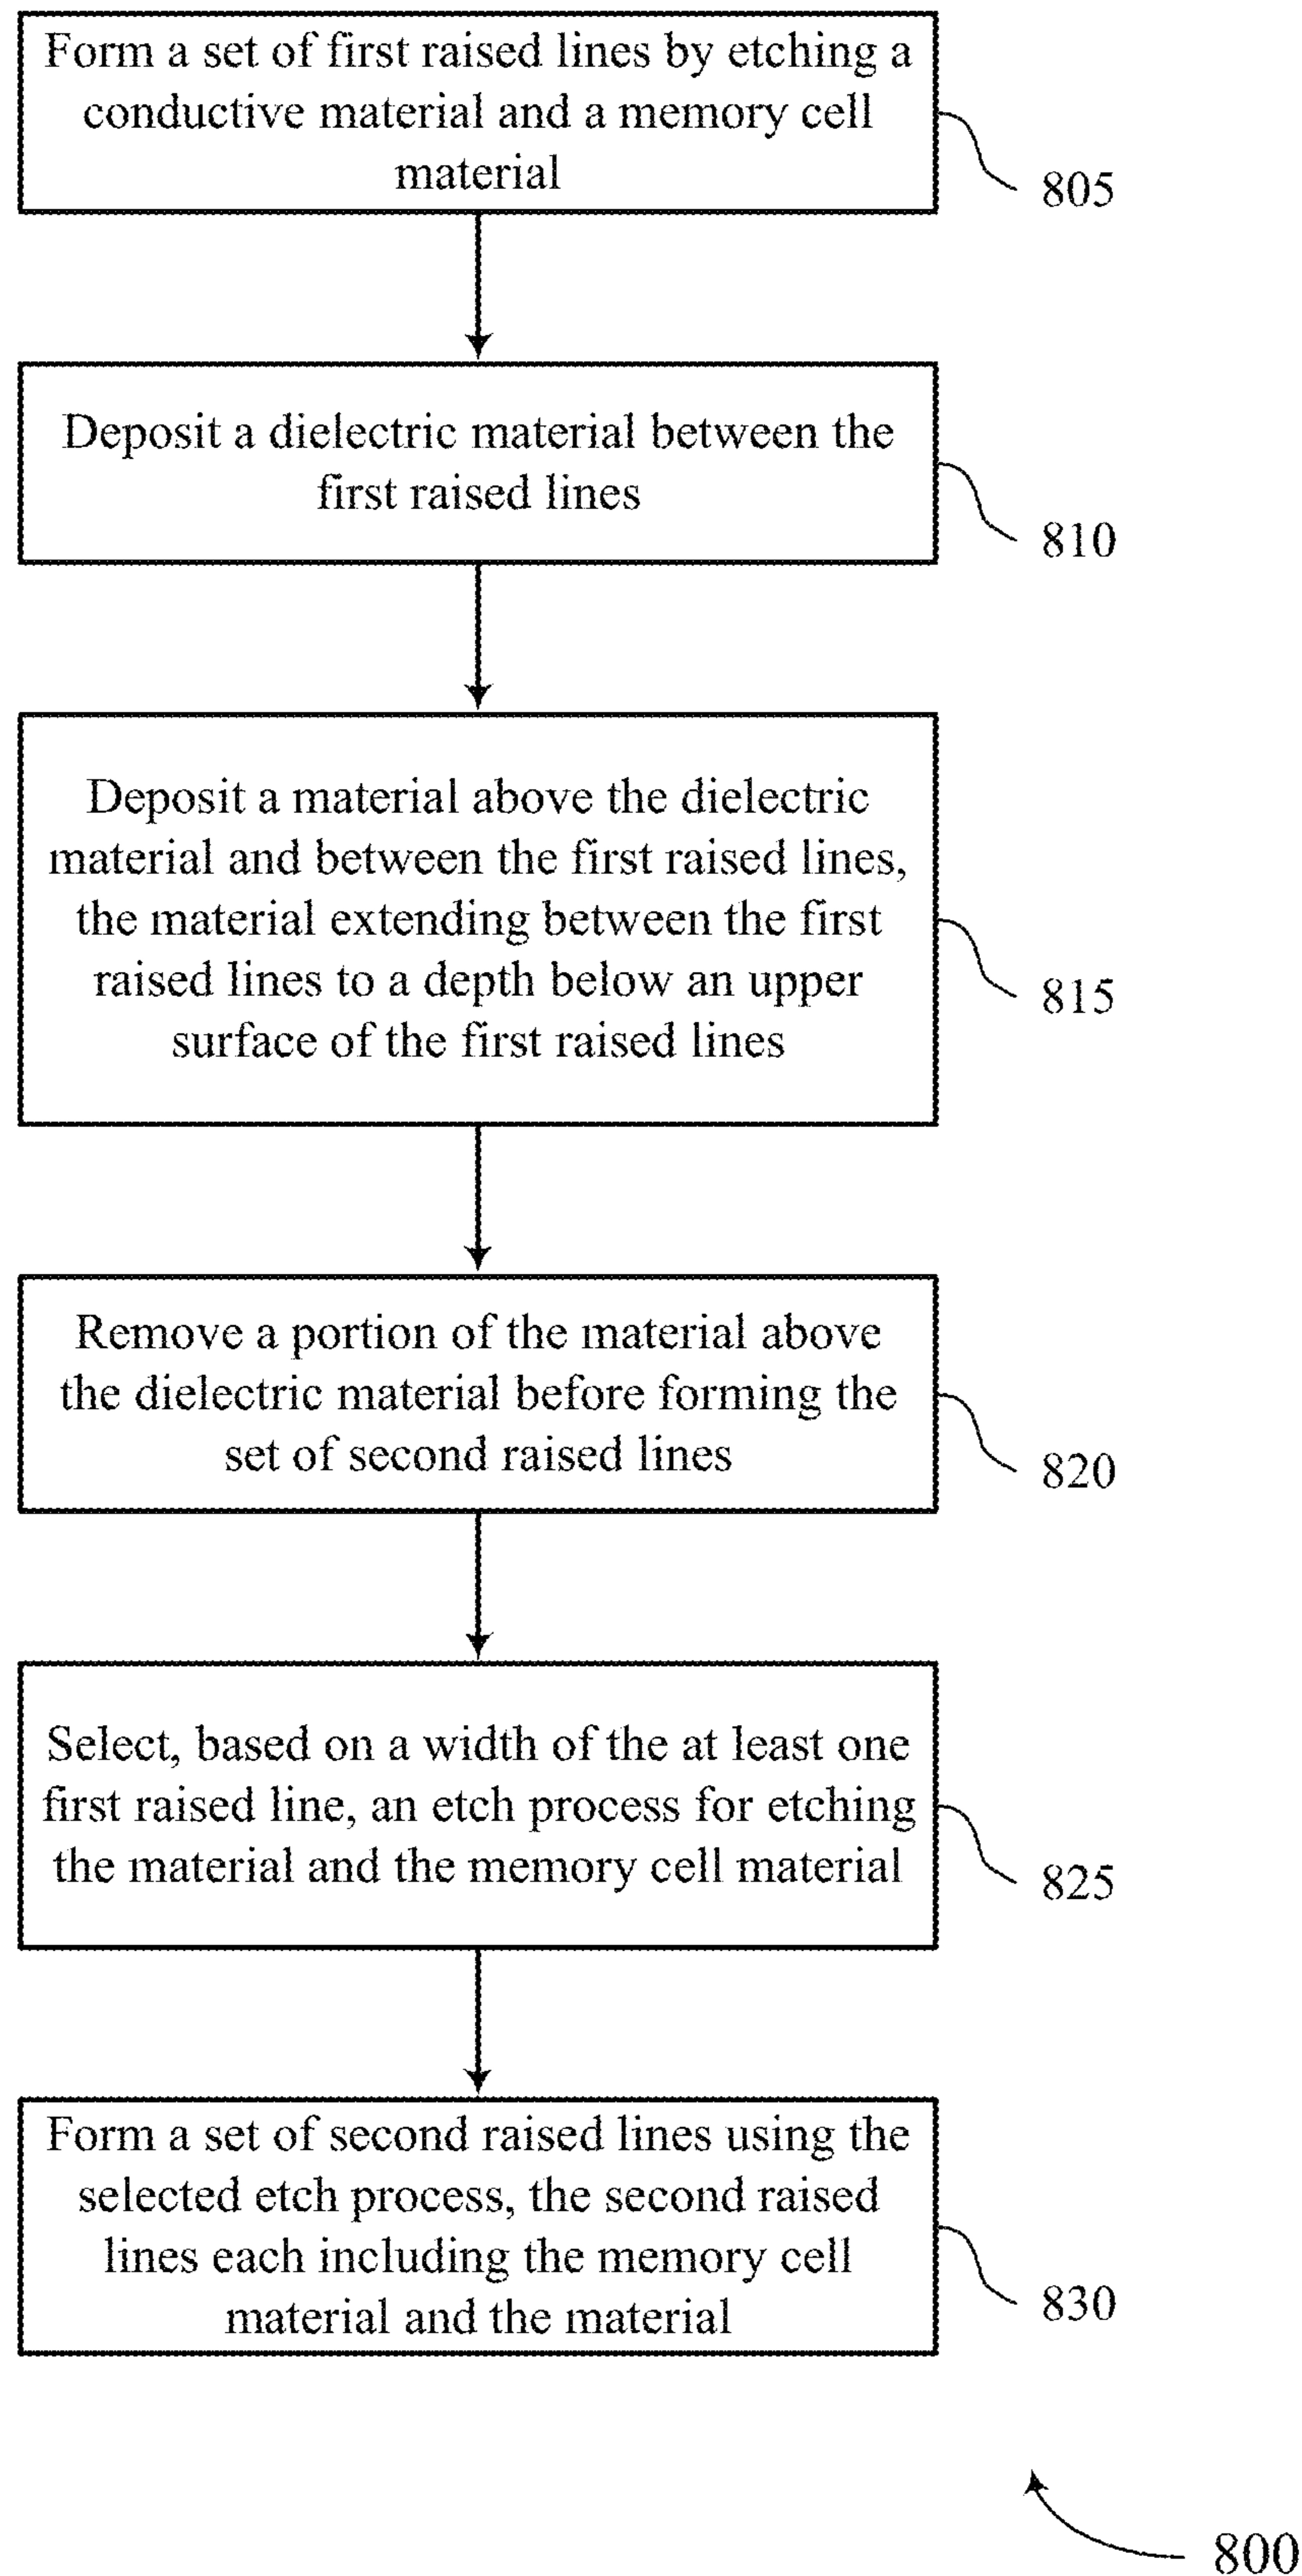 Form a set of first raised lines by etching a
conductive material and a memory cell
material
805
Deposit a dielectric material between the
first raised lines
810
Deposit a material above the dielectric
material and between the first raised lines,
the material extending between the first
raised lines to a depth below an upper
surface of the first raised lines
815
Remove a portion of the material above
the dielectric material before forming the
set of second raised lines
820
Select, based on a width of the at least one
first raised line, an etch process for etching
the material and the memory cell material
825
Form a set of second raised lines using the
selected etch process, the second raised
lines each including the memory cell
material and the material
830
800